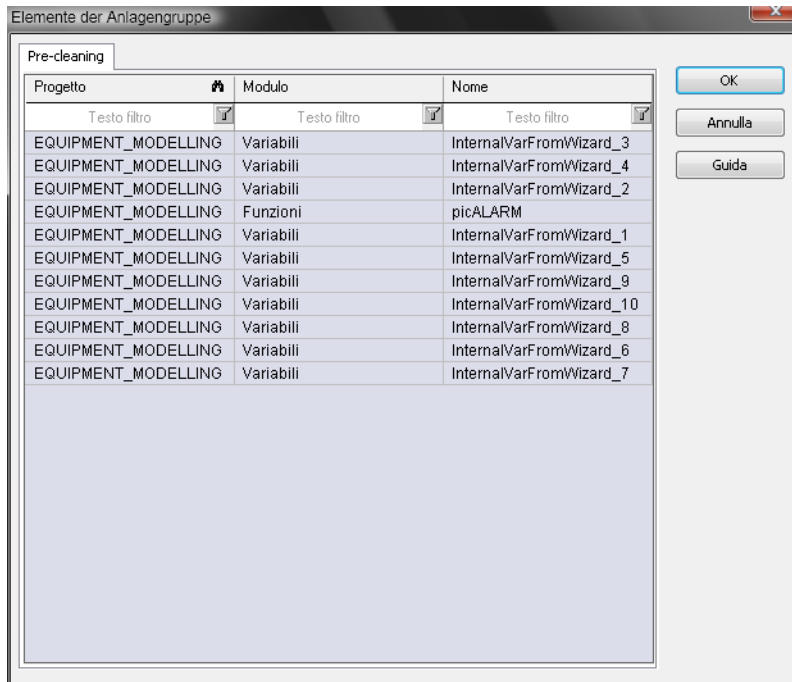 Elemente der Anlagengruppe
Pre-cleaning
Progetto Modulo Nome
Testo filtro Testo filtro Testo filtro
EQUIPMENT_MODELLING Variabili InternalVarFromWizard_3
EQUIPMENT_MODELLING Variabili InternalVarFromWizard_4
EQUIPMENT_MODELLING Variabili InternalVarFromWizard_2
EQUIPMENT_MODELLING Funzioni picALARM
EQUIPMENT_MODELLING Variabili InternalVarFromWizard_1
EQUIPMENT_MODELLING Variabili InternalVarFromWizard_5
EQUIPMENT_MODELLING Variabili InternalVarFromWizard_9
EQUIPMENT_MODELLING Variabili InternalVarFromWizard_10
EQUIPMENT_MODELLING Variabili InternalVarFromWizard_8
EQUIPMENT_MODELLING Variabili InternalVarFromWizard_6
EQUIPMENT_MODELLING Variabili InternalVarFromWizard_7
OK
Annulla
Guida